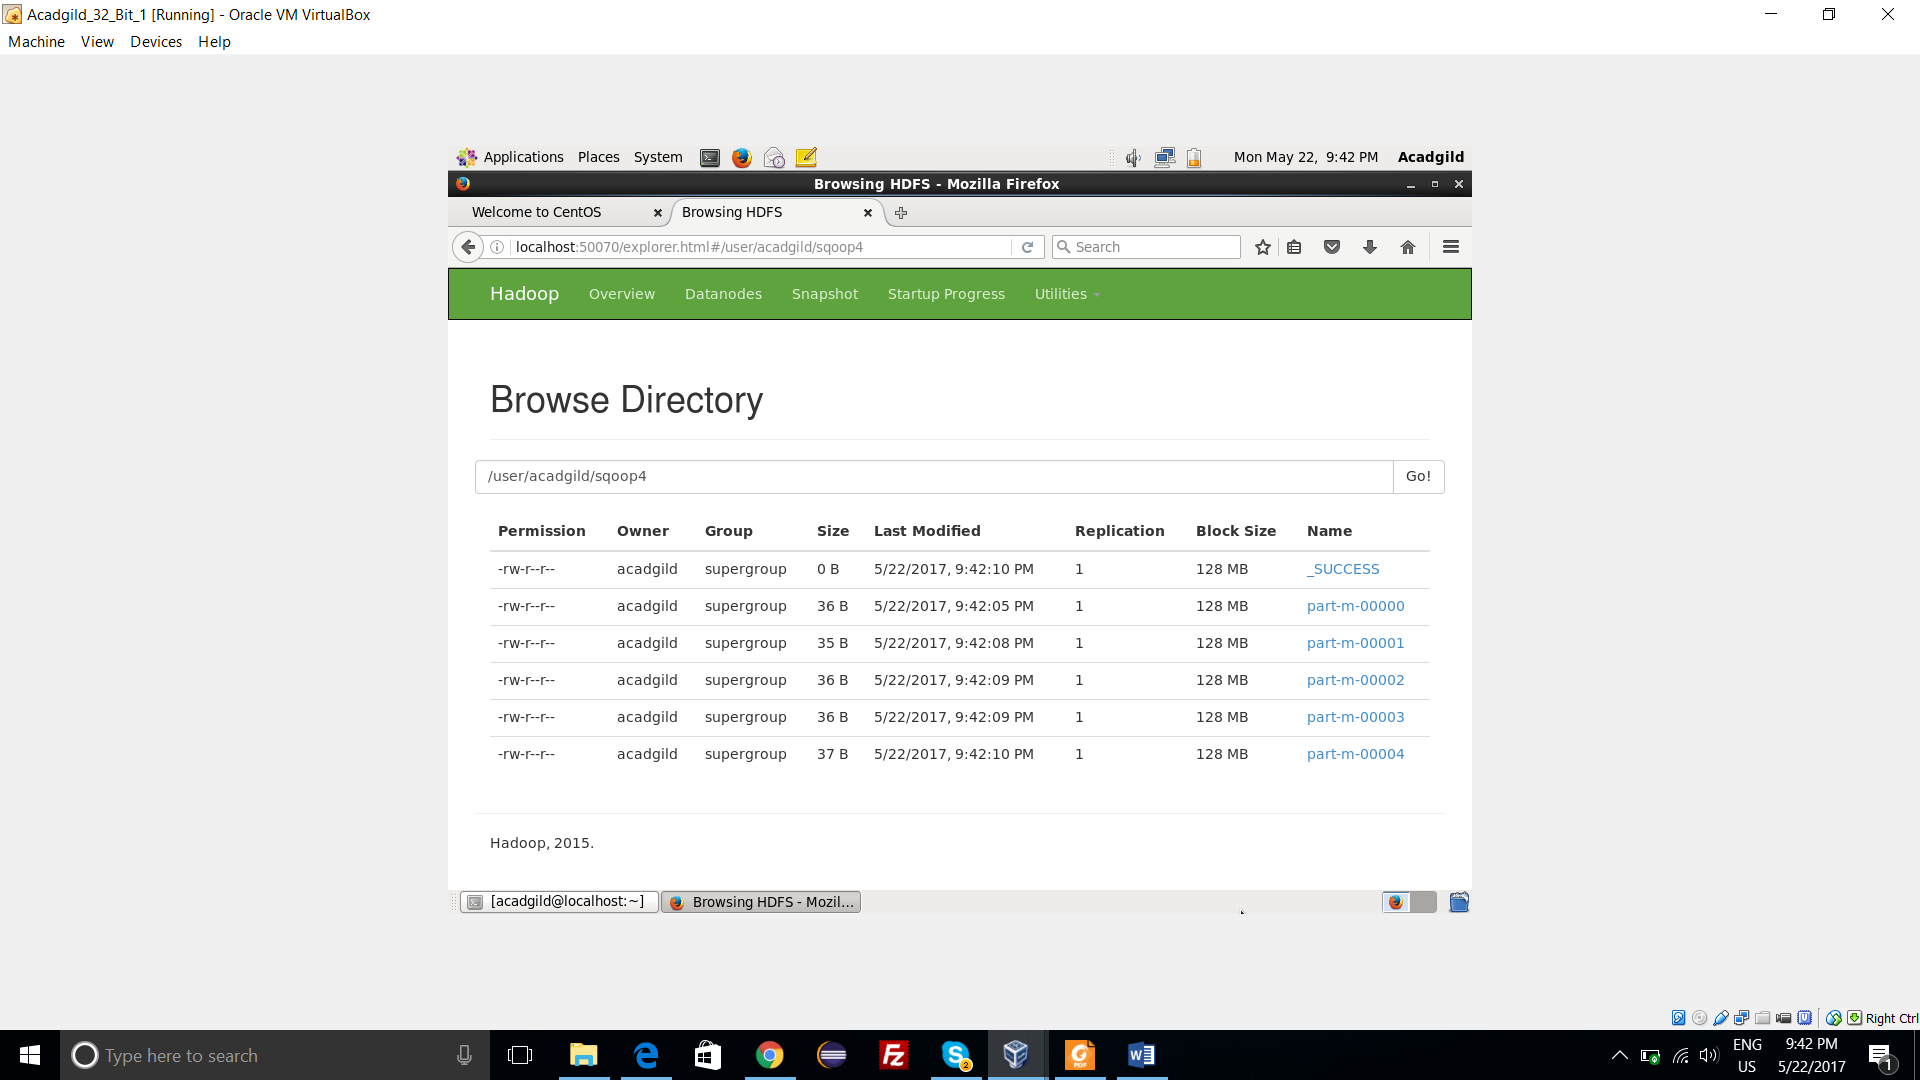 Acadgild_32_Bit_1 [Running] - Oracle VM VirtualBox
Machine View Devices Help
Applications Places System Mon May 22, 9:42 PM Acadgild
Browsing HDFS - Mozilla Firefox
Welcome to CentOS Browsing HDFS
localhost:50070/explorer.html#/user/acadgild/sqoop4 Search
Hadoop Overview Datanodes Snapshot Startup Progress Utilities
Browse Directory
/user/acadgild/sqoop4 Go!
Permission Owner Group Size Last Modified Replication Block Size Name
-rw-r--r-- acadgild supergroup 0 B 5/22/2017, 9:42:10 PM 1 128 MB _SUCCESS
-rw-r--r-- acadgild supergroup 36 B 5/22/2017, 9:42:05 PM 1 128 MB part-m-00000
-rw-r--r-- acadgild supergroup 35 B 5/22/2017, 9:42:08 PM 1 128 MB part-m-00001
-rw-r--r-- acadgild supergroup 36 B 5/22/2017, 9:42:09 PM 1 128 MB part-m-00002
-rw-r--r-- acadgild supergroup 36 B 5/22/2017, 9:42:09 PM 1 128 MB part-m-00003
-rw-r--r-- acadgild supergroup 37 B 5/22/2017, 9:42:10 PM 1 128 MB part-m-00004
Hadoop, 2015.
[acadgild@localhost:~] Browsing HDFS - Mozil...
Right Ctrl
Type here to search
ENG 9:42 PM
US 5/22/2017 1